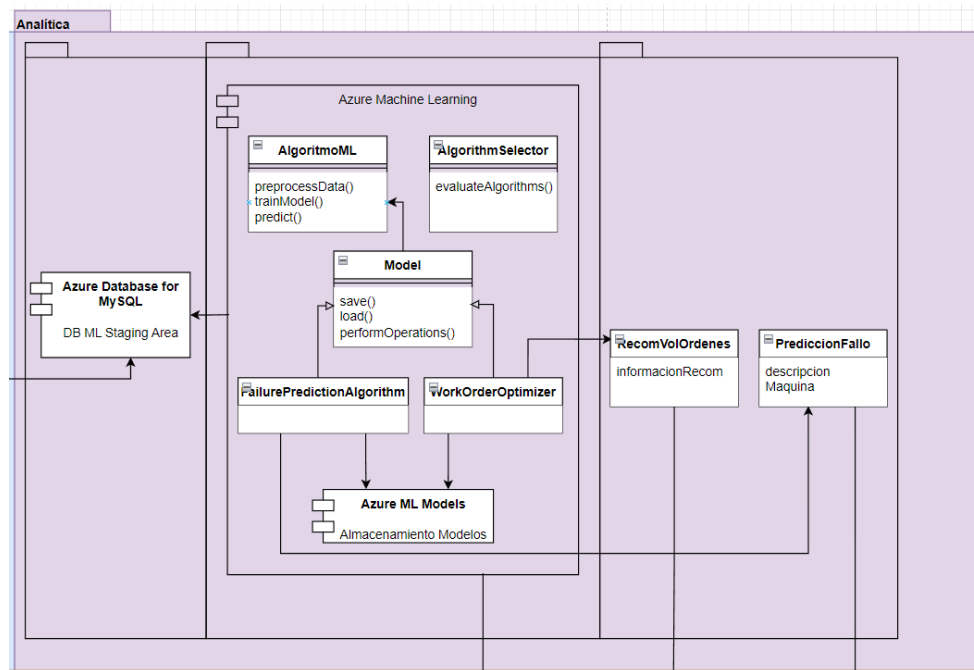 Analítica
Azure Machine Learning
AlgoritmoML
preprocessData()
trainModel()
predict()
AlgorithmSelector
evaluateAlgorithms()
Model
save()
load()
performOperations()
Azure Database for
MySQL
DB ML Staging Area
FailurePredictionAlgorithm
WorkOrderOptimizer
RecomVolOrdenes
informacionRecom
PrediccionFallo
descripcion
Maquina
Azure ML Models
Almacenamiento Modelos